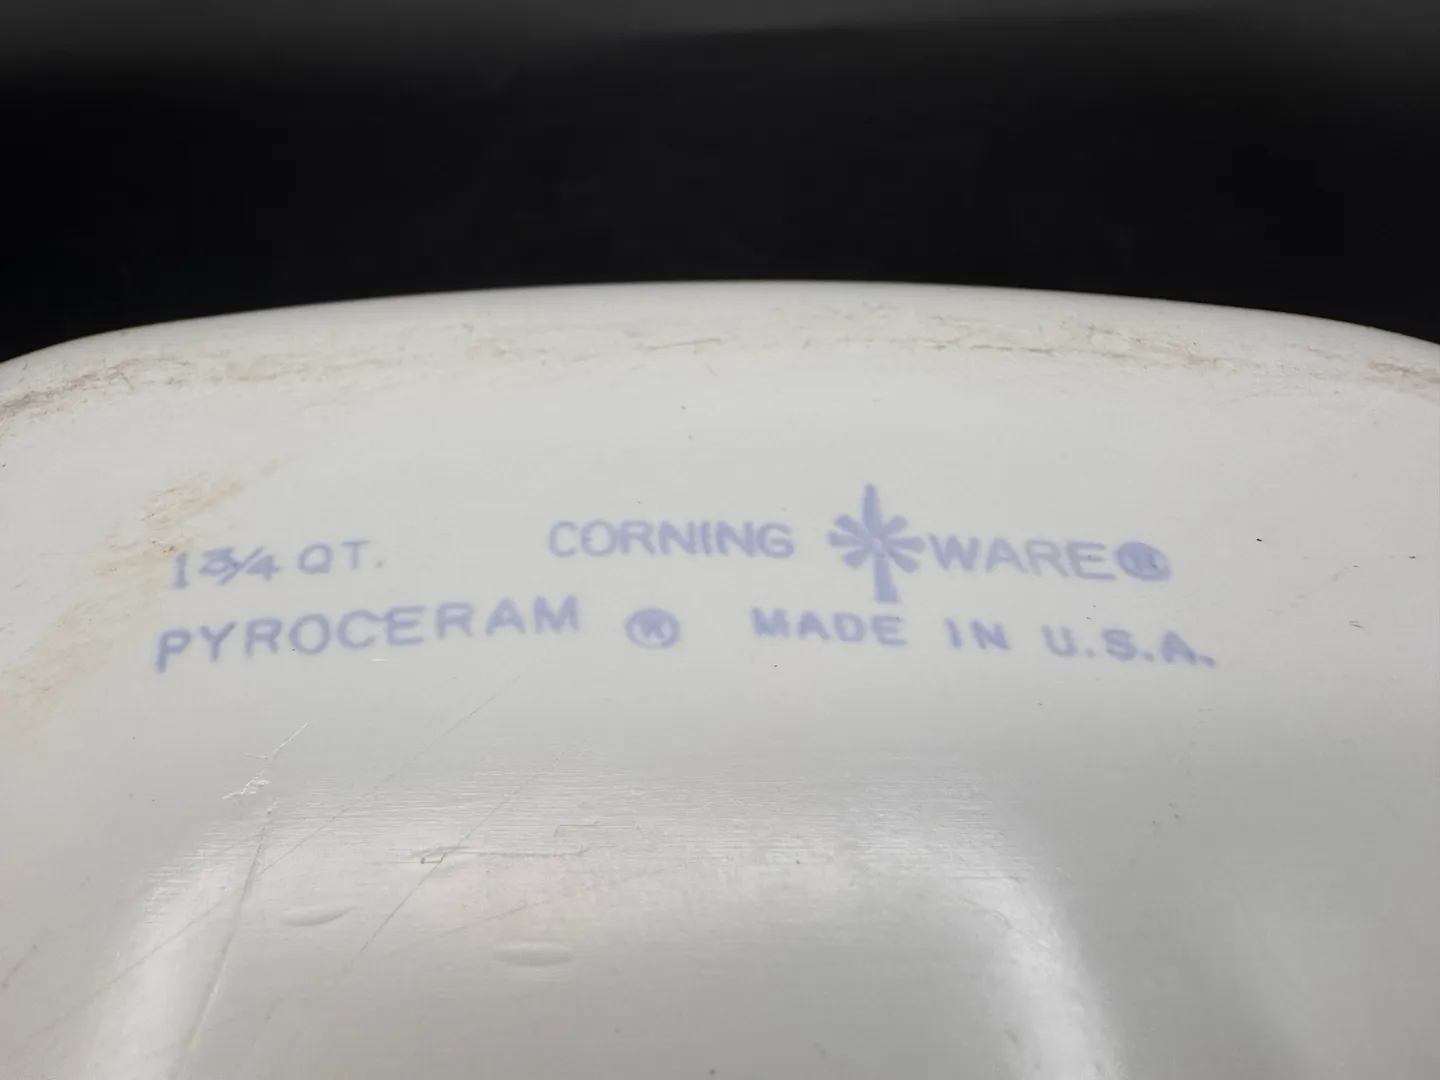 1 3/4 QT. CORNING WARE®
PYROCERAM ® MADE IN U.S.A.